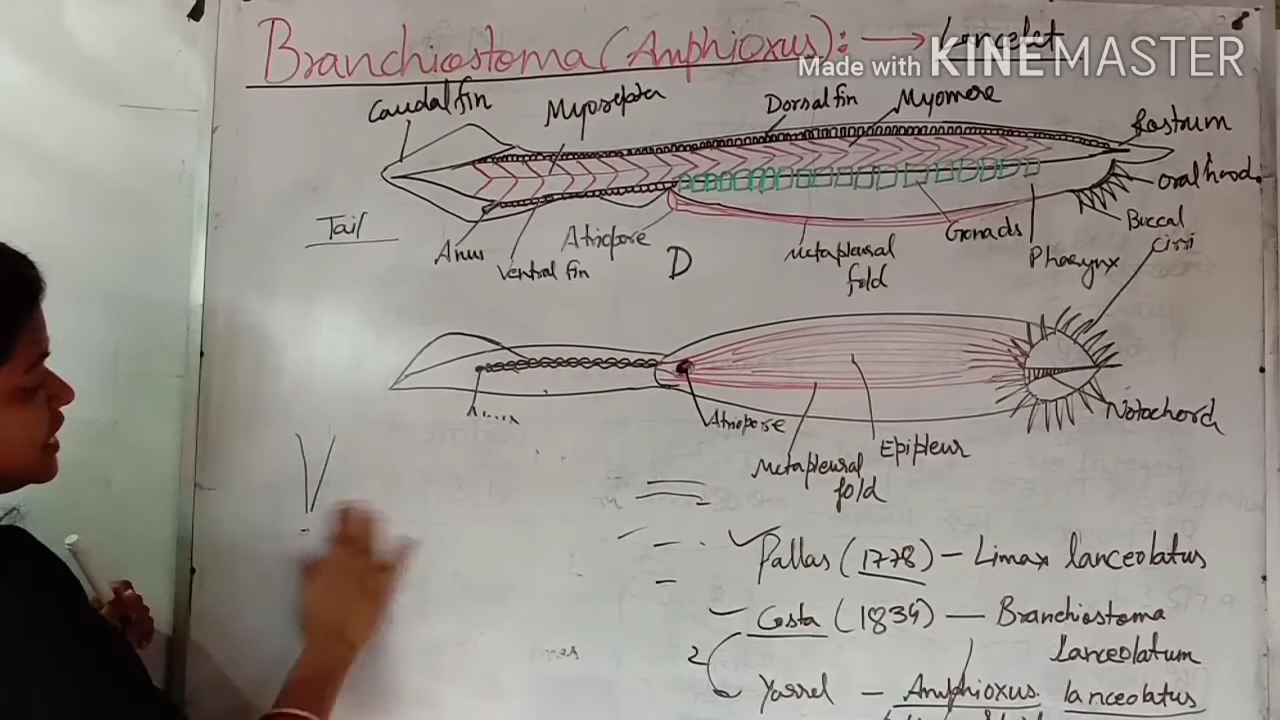 Branchiostoma (Amphioxus): → Lancelet
Made with KINEMASTER
Caudal fin
Myosepta
Dorsal fin
Myomere
Rostrum
oral hood.
Buccal
cirri
Tail
Anus
Ventral fin
Atriopore
D
Metapleural
fold
Gonads
Pharynx
Atriopore
Metapleural
fold
Epipleur
Notochord
Pallas (1778) – Limax lanceolatus
Costa (1834) — Branchiostoma
Lanceolatum
2
Yarrel – Amphioxus lanceolatus